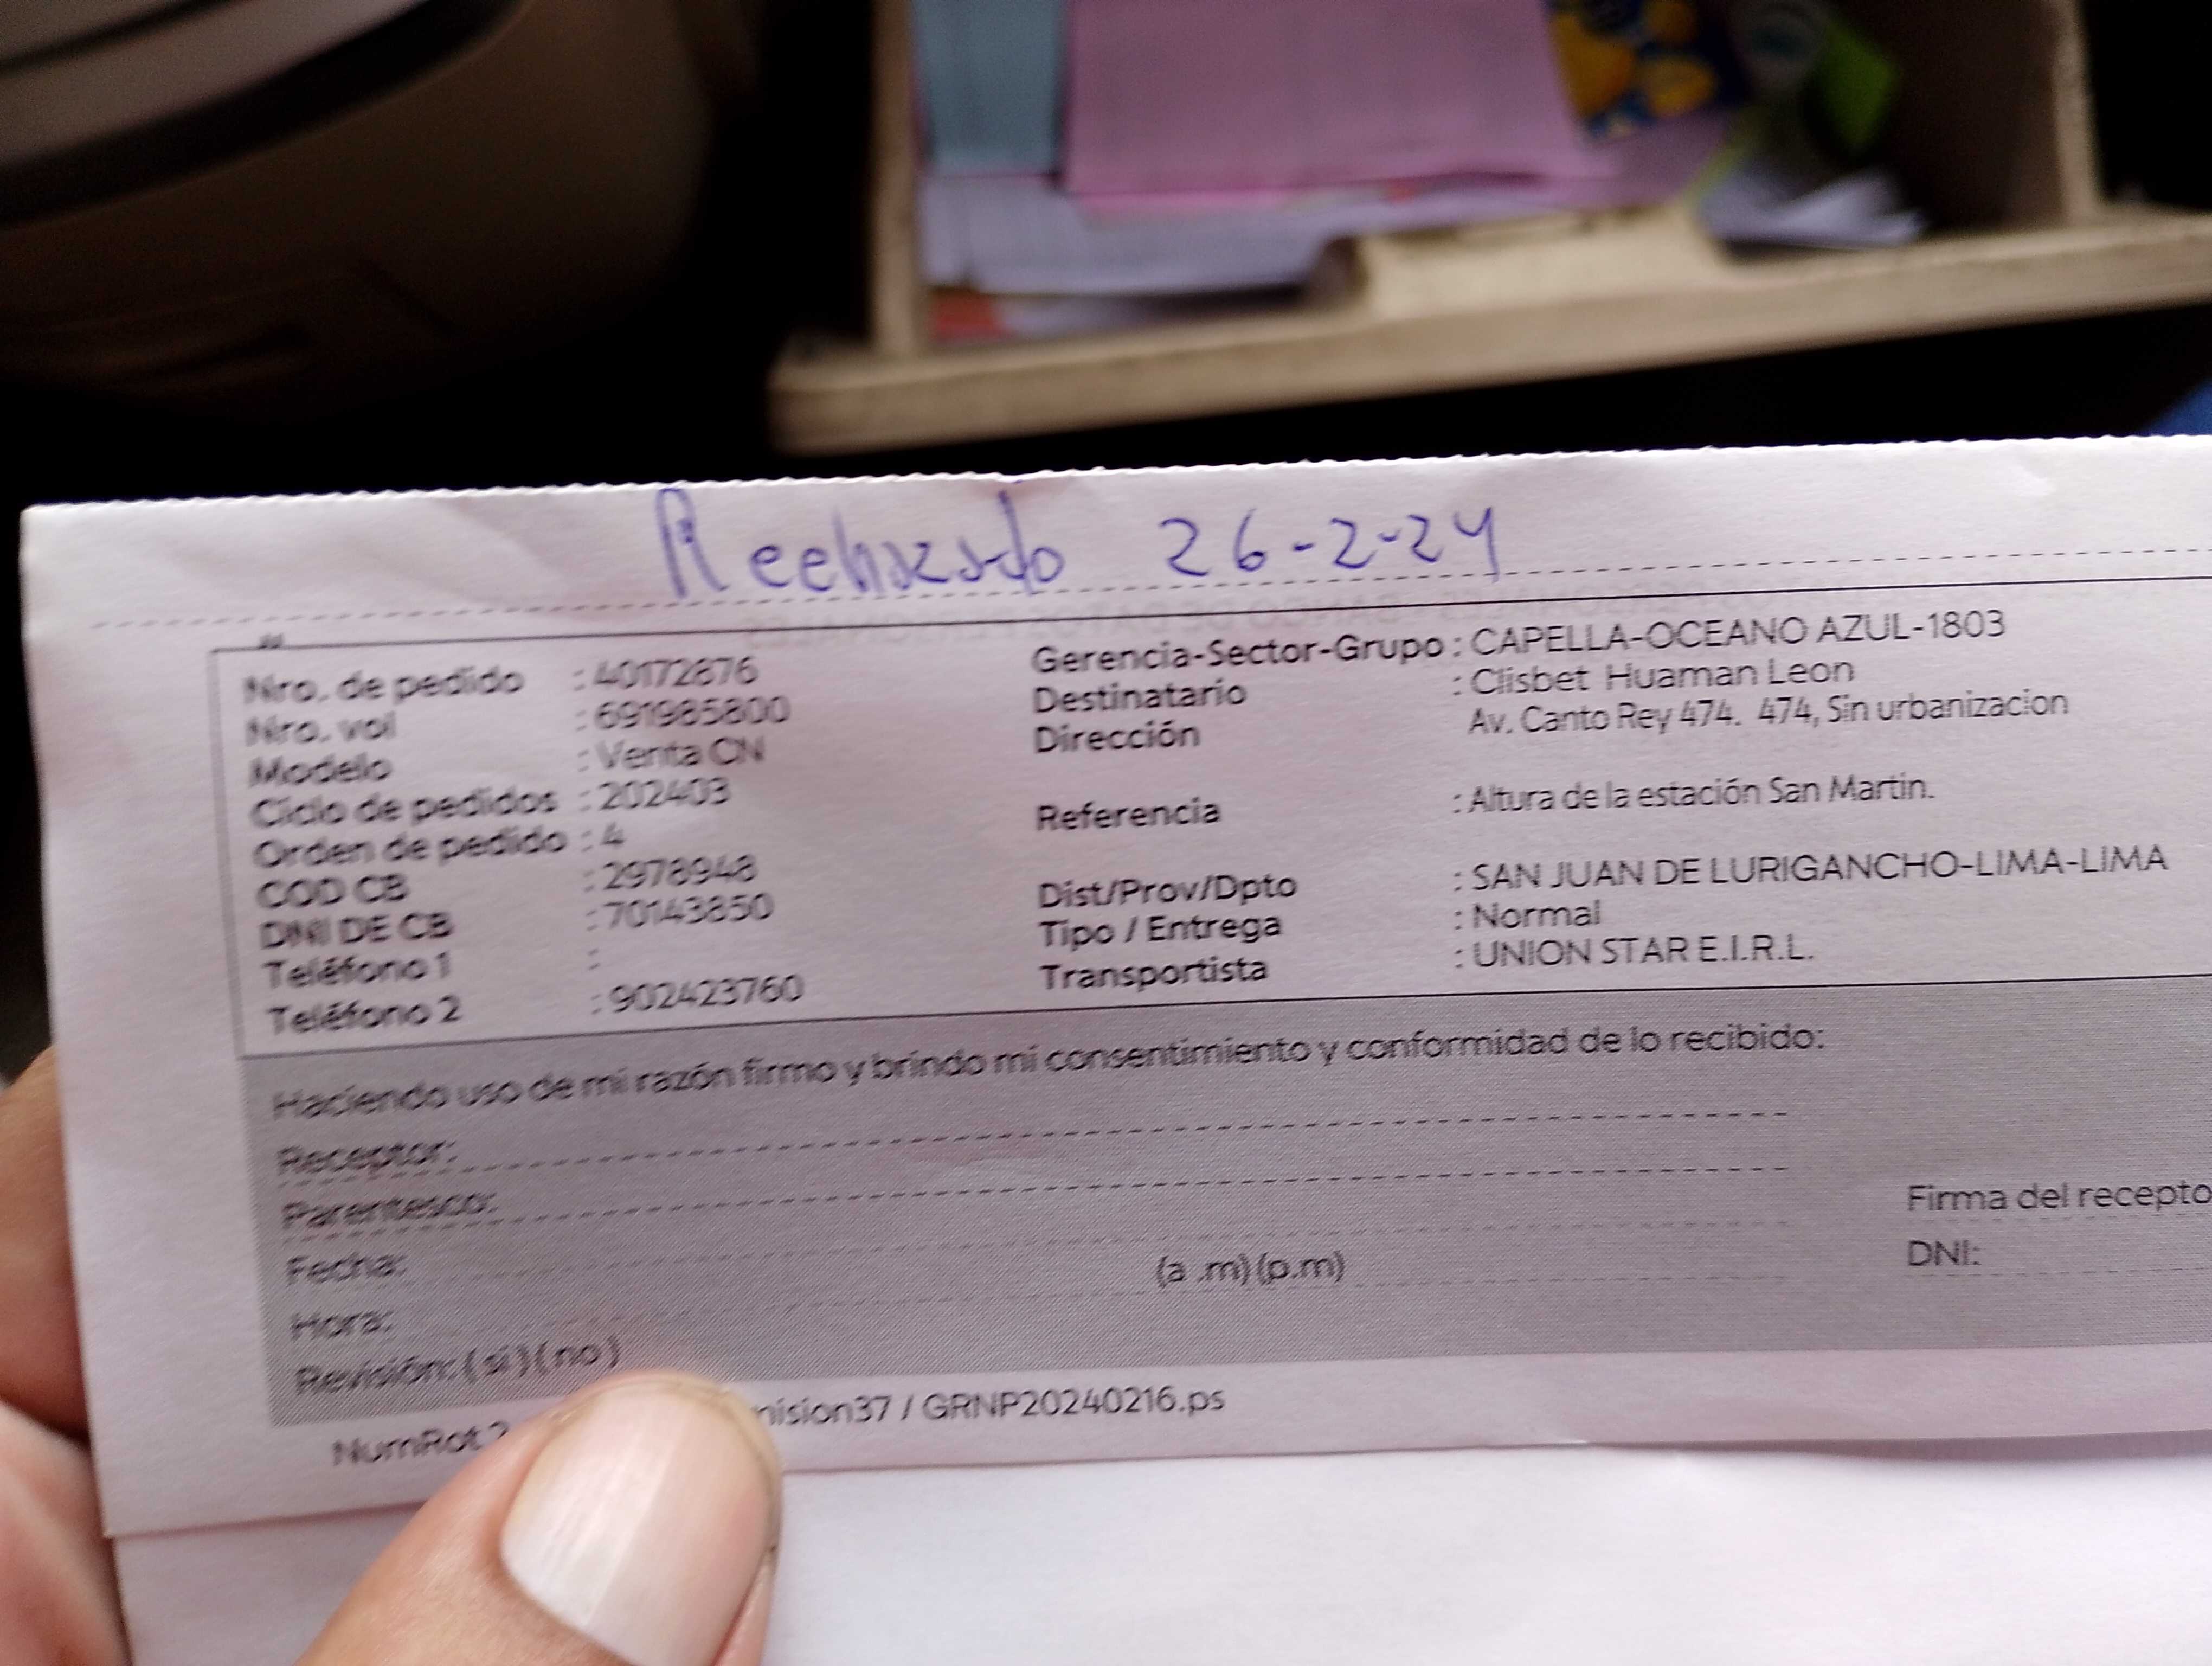 Rechazado 26-2-24
Nro. de pedido : 40172876
Nro. vol : 691985800
Modelo : Venta CN
Ciclo de pedidos : 202403
Orden de pedido : 4
COD CB : 2978948
DNI DE CB : 70143850
Teléfono 1 :
Teléfono 2 : 902423760
Gerencia-Sector-Grupo : CAPELLA-OCEANO AZUL-1803
Destinatario : Clisbet Huaman Leon
Dirección Av. Canto Rey 474. 474, Sin urbanizacion
Referencia : Altura de la estación San Martin.
Dist/Prov/Dpto : SAN JUAN DE LURIGANCHO-LIMA-LIMA
Tipo / Entrega : Normal
Transportista : UNION STAR E.I.R.L.
Haciendo uso de mi razón firmo y brindo mi consentimiento y conformidad de lo recibido:
Receptor:
Parentesco:
Fecha:
Hora: (a .m) (p.m)
Revisión: (si) (no)
Firma del recepto
DNI:
NumRot 2 mision37 / GRNP20240216.ps